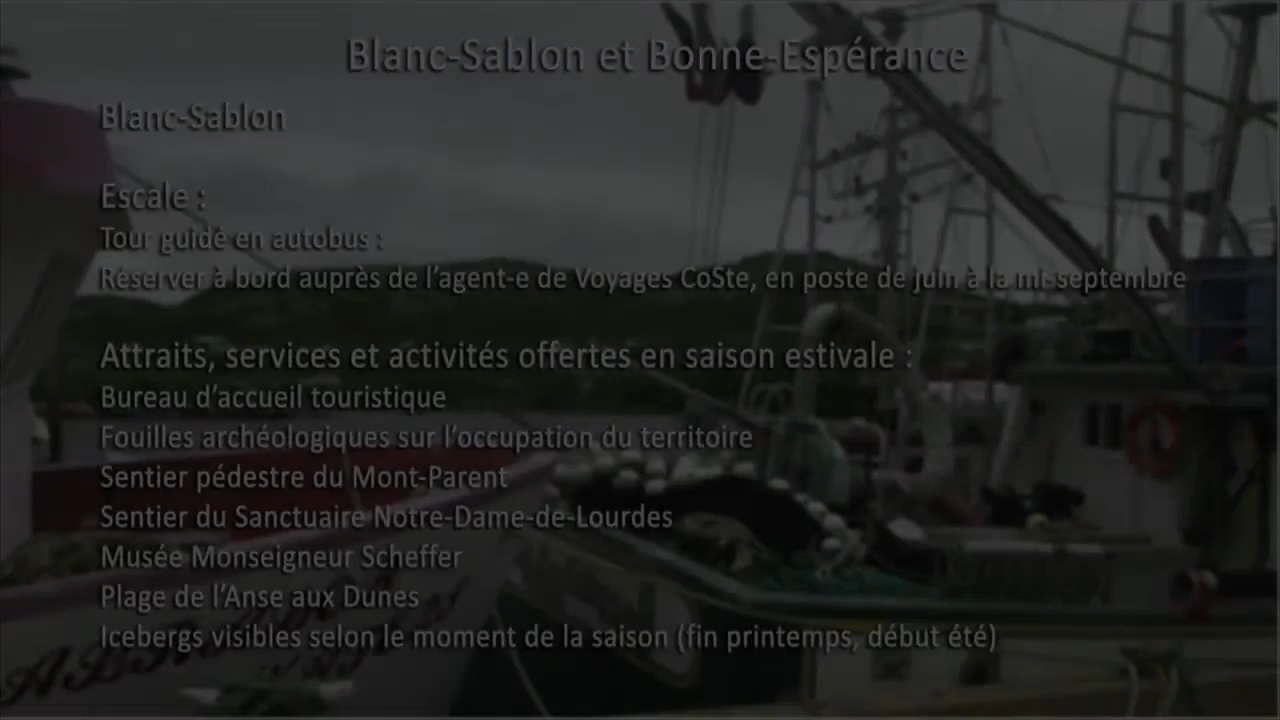 Blanc-Sablon et Bonne-Espérance
Blanc-Sablon
Escale :
Tour guidé en autobus :
Réserver à bord auprès de l'agent-e de Voyages CoSte, en poste de juin à la mi-septembre
Attraits, services et activités offertes en saison estivale :
Bureau d'accueil touristique
Fouilles archéologiques sur l'occupation du territoire
Sentier pédestre du Mont-Parent
Sentier du Sanctuaire Notre-Dame-de-Lourdes
Musée Monseigneur Scheffer
Plage de l'Anse aux Dunes
Icebergs visibles selon le moment de la saison (fin printemps, début été)